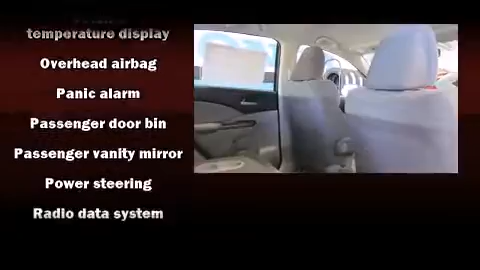 temperature display
Overhead airbag
Panic alarm
Passenger door bin
Passenger vanity mirror
Power steering
Radio data system